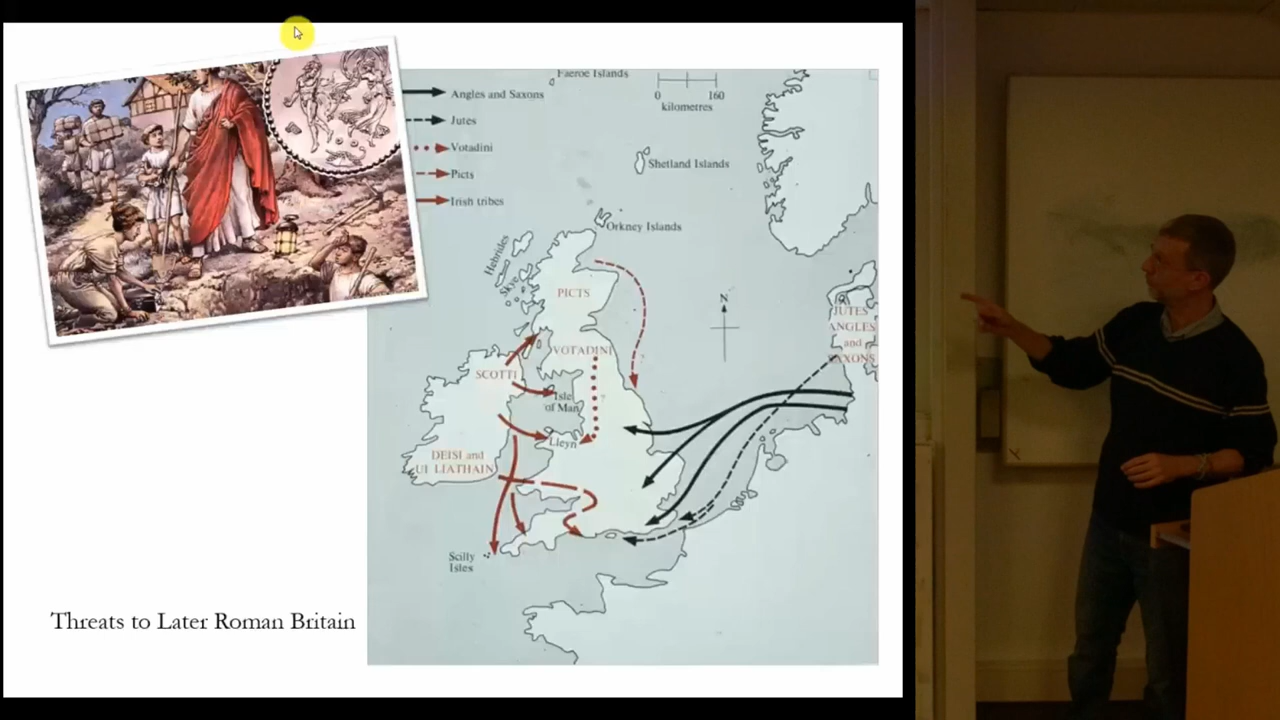 Faeroe Islands
0 160
kilometres
Angles and Saxons
Jutes
Votadini
Picts
Irish tribes
Shetland Islands
Orkney Islands
Hebrides
Skye
PICTS
N
JUTES
ANGLES
and
SAXONS
VOTADINI
SCOTTI
Isle
of Man
?
Lleyn
DEISI and
UI LIATHAIN
Scilly
Isles
Threats to Later Roman Britain